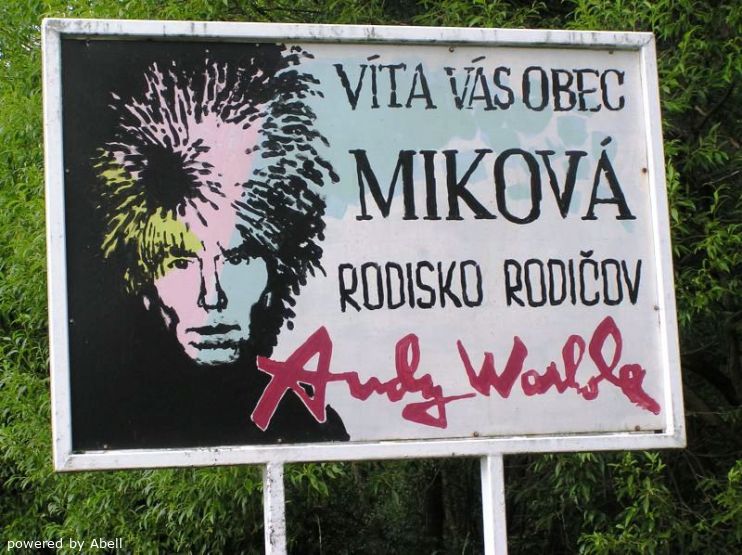 VÍTA VÁS OBEC
MIKOVÁ
RODISKO RODIČOV
Andy Warhola
powered by Abell